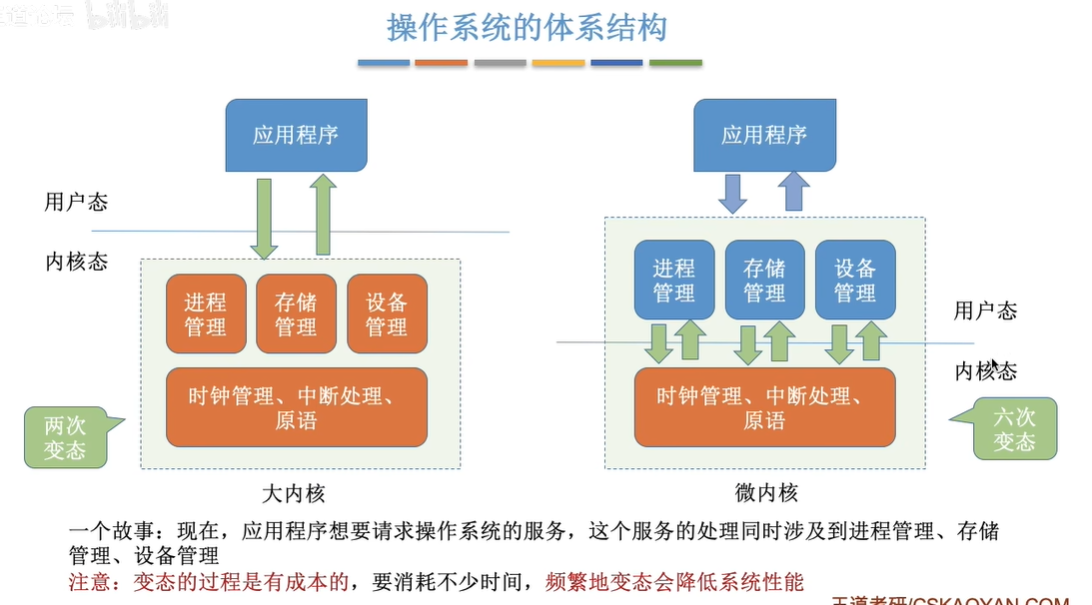 操作系统的体系结构
应用程序
应用程序
用户态
内核态
进程
管理
存储
管理
设备
管理
时钟管理、中断处理、
原语
两次
变态
大内核
进程
管理
存储
管理
设备
管理
用户态
内核态
时钟管理、中断处理、
原语
六次
变态
微内核
一个故事：现在，应用程序想要请求操作系统的服务，这个服务的处理同时涉及到进程管理、存储
管理、设备管理
注意：变态的过程是有成本的，要消耗不少时间，频繁地变态会降低系统性能
王道考研/CSKAOYAN.COM
bilibili